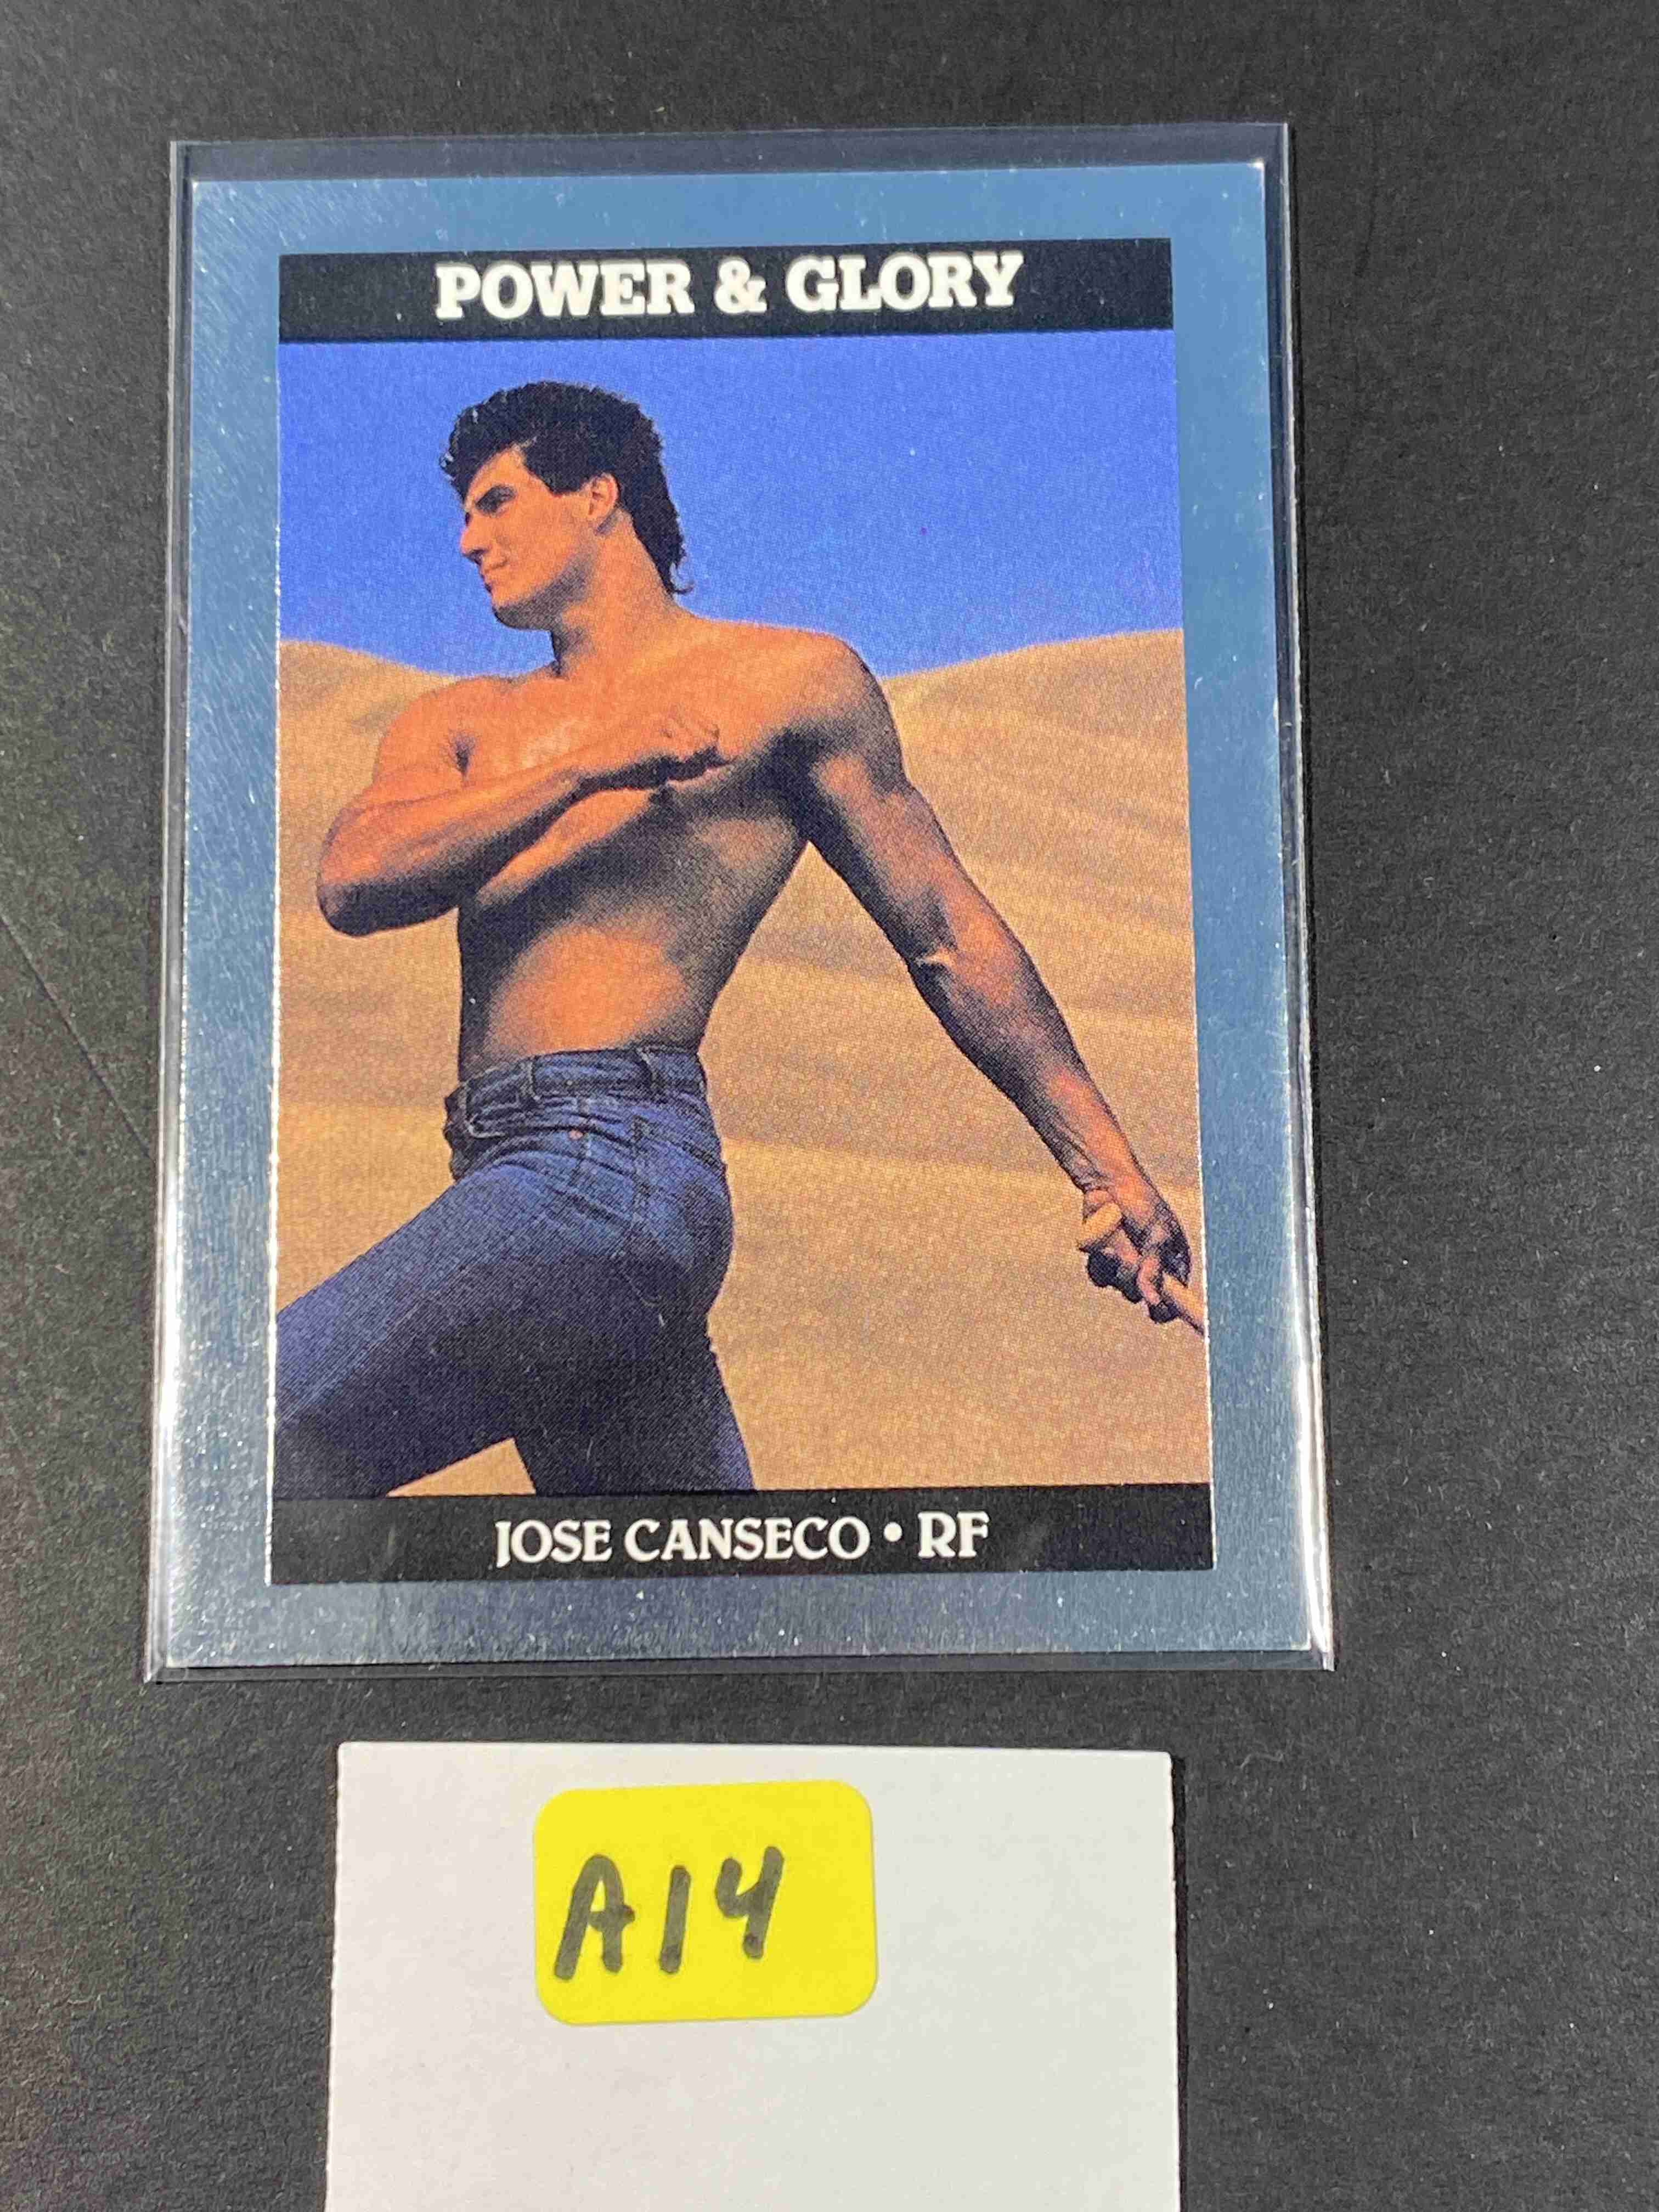 POWER & GLORY
JOSE CANSECO • RF
A14